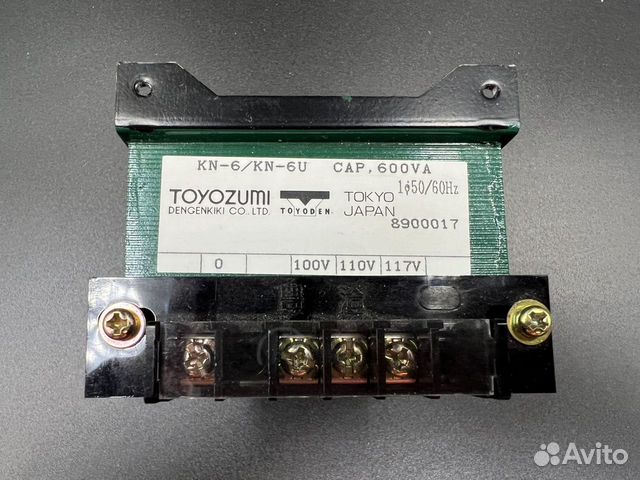 KN-6/KN-6U CAP,600VA
1ϕ50/60Hz
TOYOZUMI TOKYO
DENGENKIKI CO.,LTD. TOYODEN JAPAN
8900017
0 100V 110V 117V
Avito